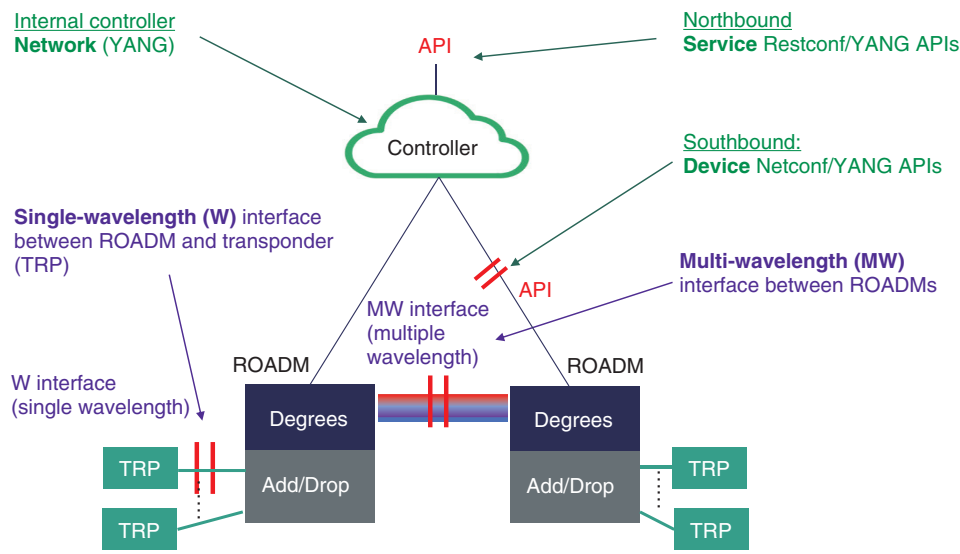 Internal controller
Network (YANG)
API
Northbound
Service Restconf/YANG APIs
Controller
Southbound:
Device Netconf/YANG APIs
Single-wavelength (W) interface
between ROADM and transponder
(TRP)
API
Multi-wavelength (MW)
interface between ROADMs
MW interface
(multiple
wavelength)
W interface
(single wavelength)
ROADM
ROADM
Degrees
Degrees
Add/Drop
Add/Drop
TRP
TRP
TRP
TRP